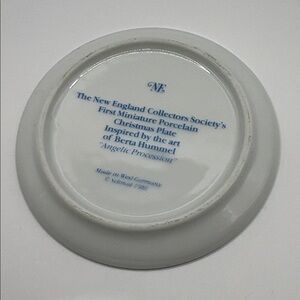 NE
The New England Collectors Society's
First Miniature Porcelain
Christmas Plate
Inspired by the art
of Berta Hummel
"Angelic Procession"
Made in West Germany
© Schmid 1982